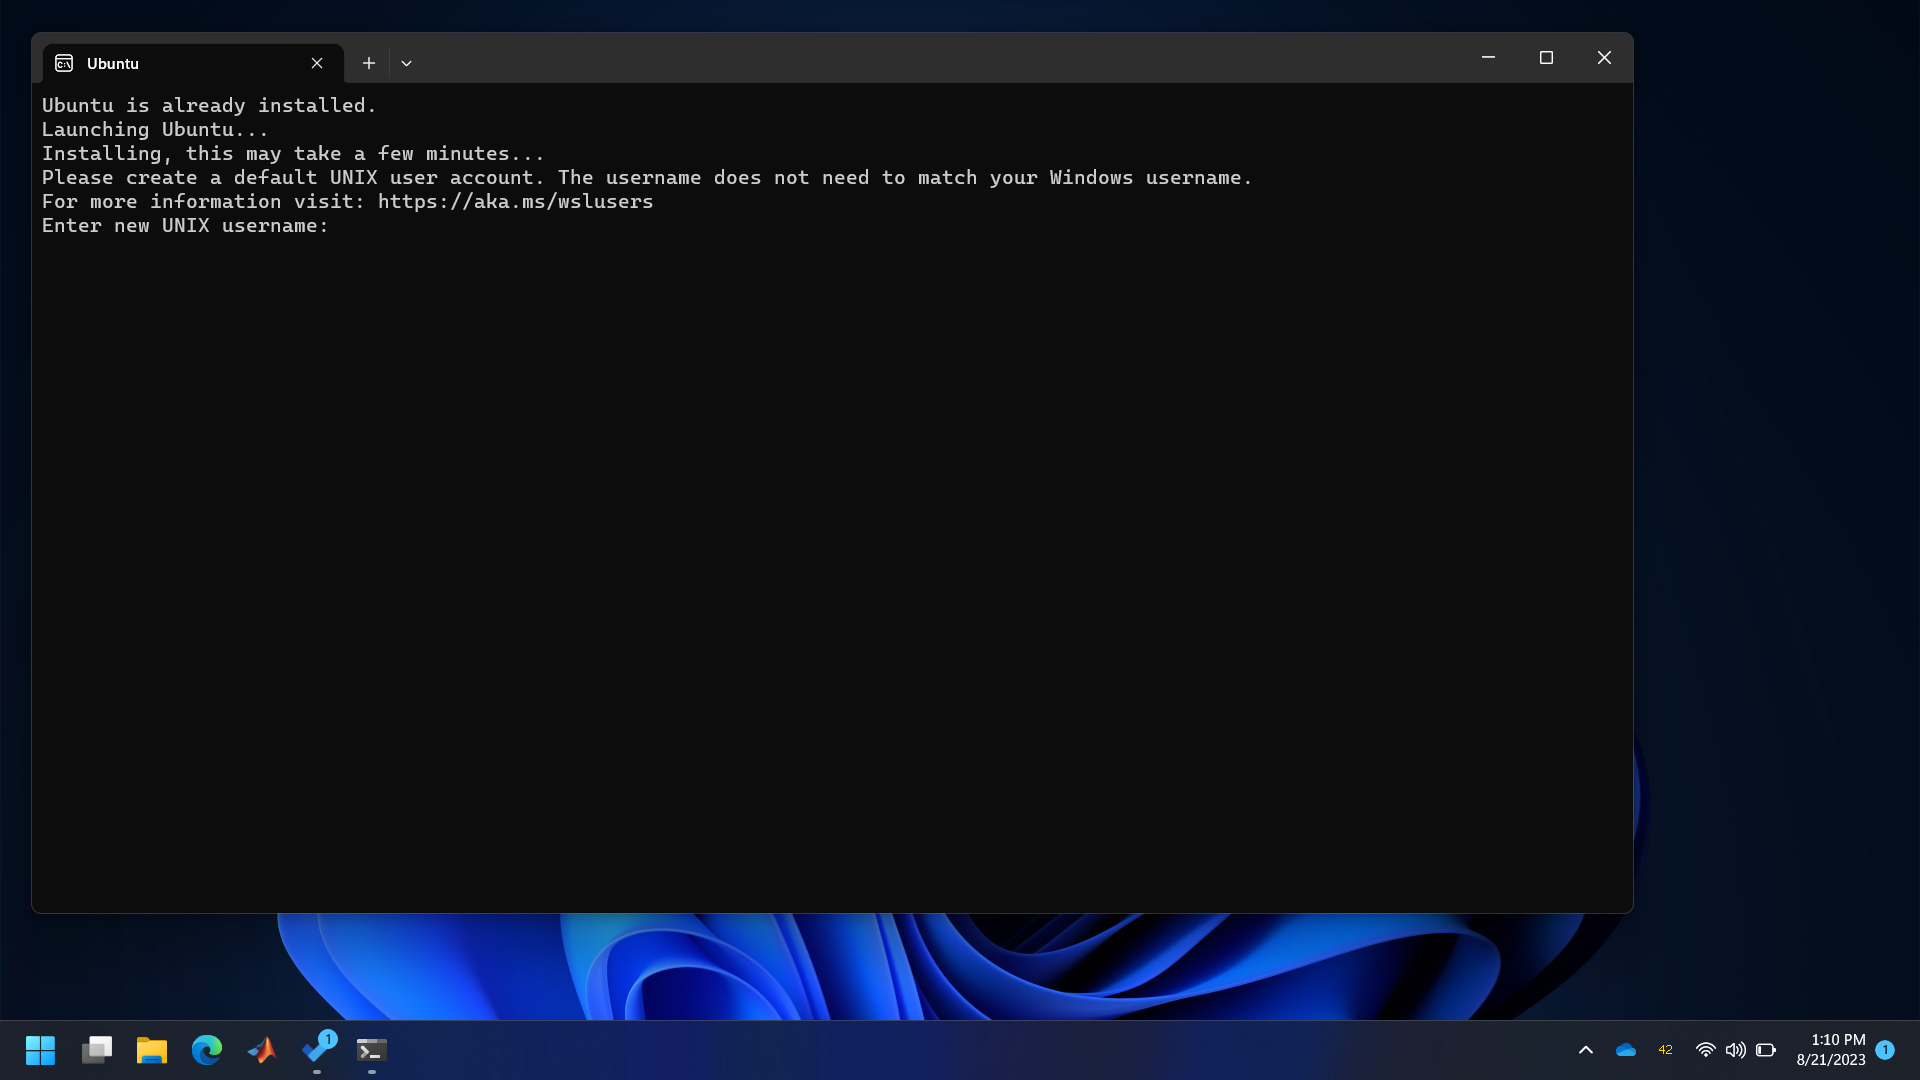 Ubuntu
Ubuntu is already installed.
Launching Ubuntu...
Installing, this may take a few minutes...
Please create a default UNIX user account. The username does not need to match your Windows username.
For more information visit: https://aka.ms/wslusers
Enter new UNIX username:
1
42
1:10 PM
8/21/2023
1